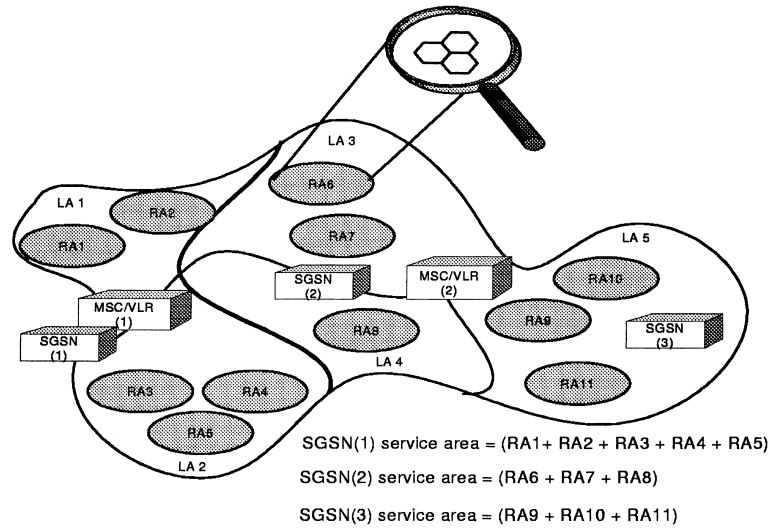 LA 3
RA6
LA 1
RA2
RA1
RA7
LA 5
SGSN
(2)
MSC/VLR
(2)
RA10
MSC/VLR
(1)
SGSN
(1)
RA8
RA9
SGSN
(3)
LA 4
RA3
RA4
RA11
RA5
LA 2
SGSN(1) service area = (RA1+ RA2 + RA3 + RA4 + RA5)
SGSN(2) service area = (RA6 + RA7 + RA8)
SGSN(3) service area = (RA9 + RA10 + RA11)